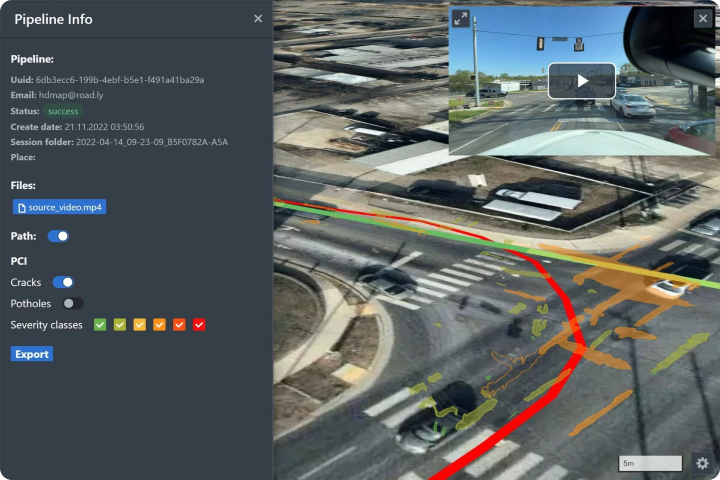 Pipeline Info
Pipeline:
Uuid: 6db3ecc6-199b-4ebf-b5e1-f491a41ba29a
Email: hdmap@road.ly
Status: success
Create date: 21.11.2022 03:50:56
Session folder: 2022-04-14_09-23-09_B5F0782A-A5A
Place:
Files:
source_video.mp4
Path:
PCI
Cracks
Potholes
Severity classes
Export
5m